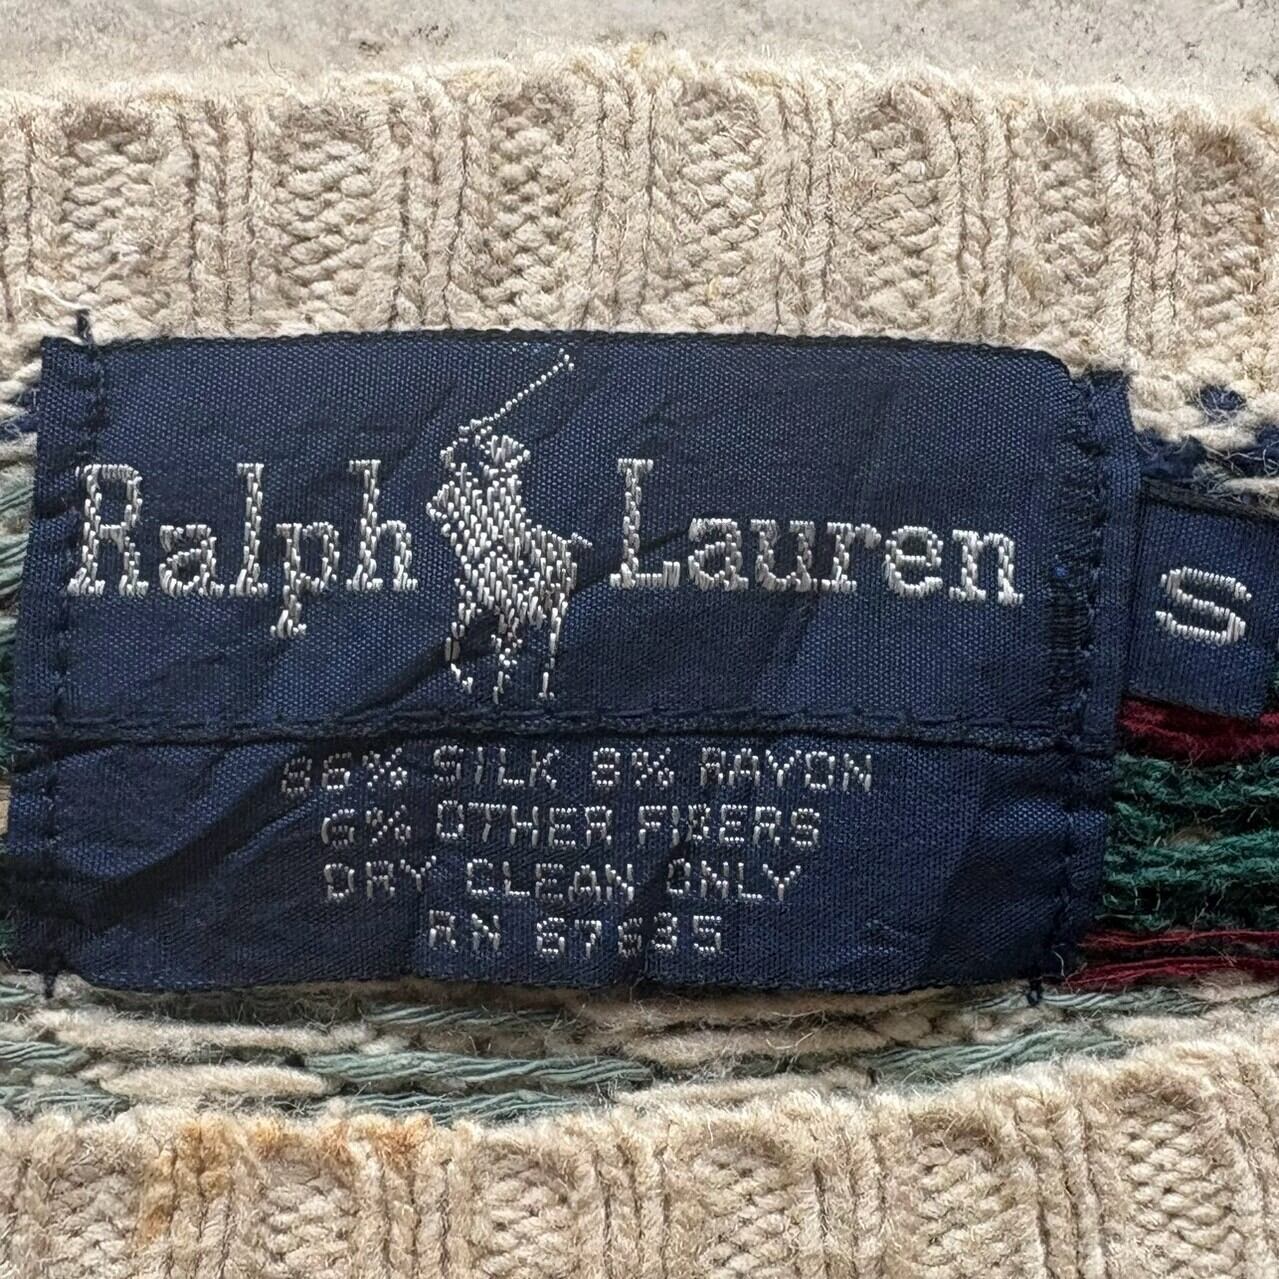 Ralph Lauren
S
86% SILK 8% RAYON
6% OTHER FIBERS
DRY CLEAN ONLY
RN 67635